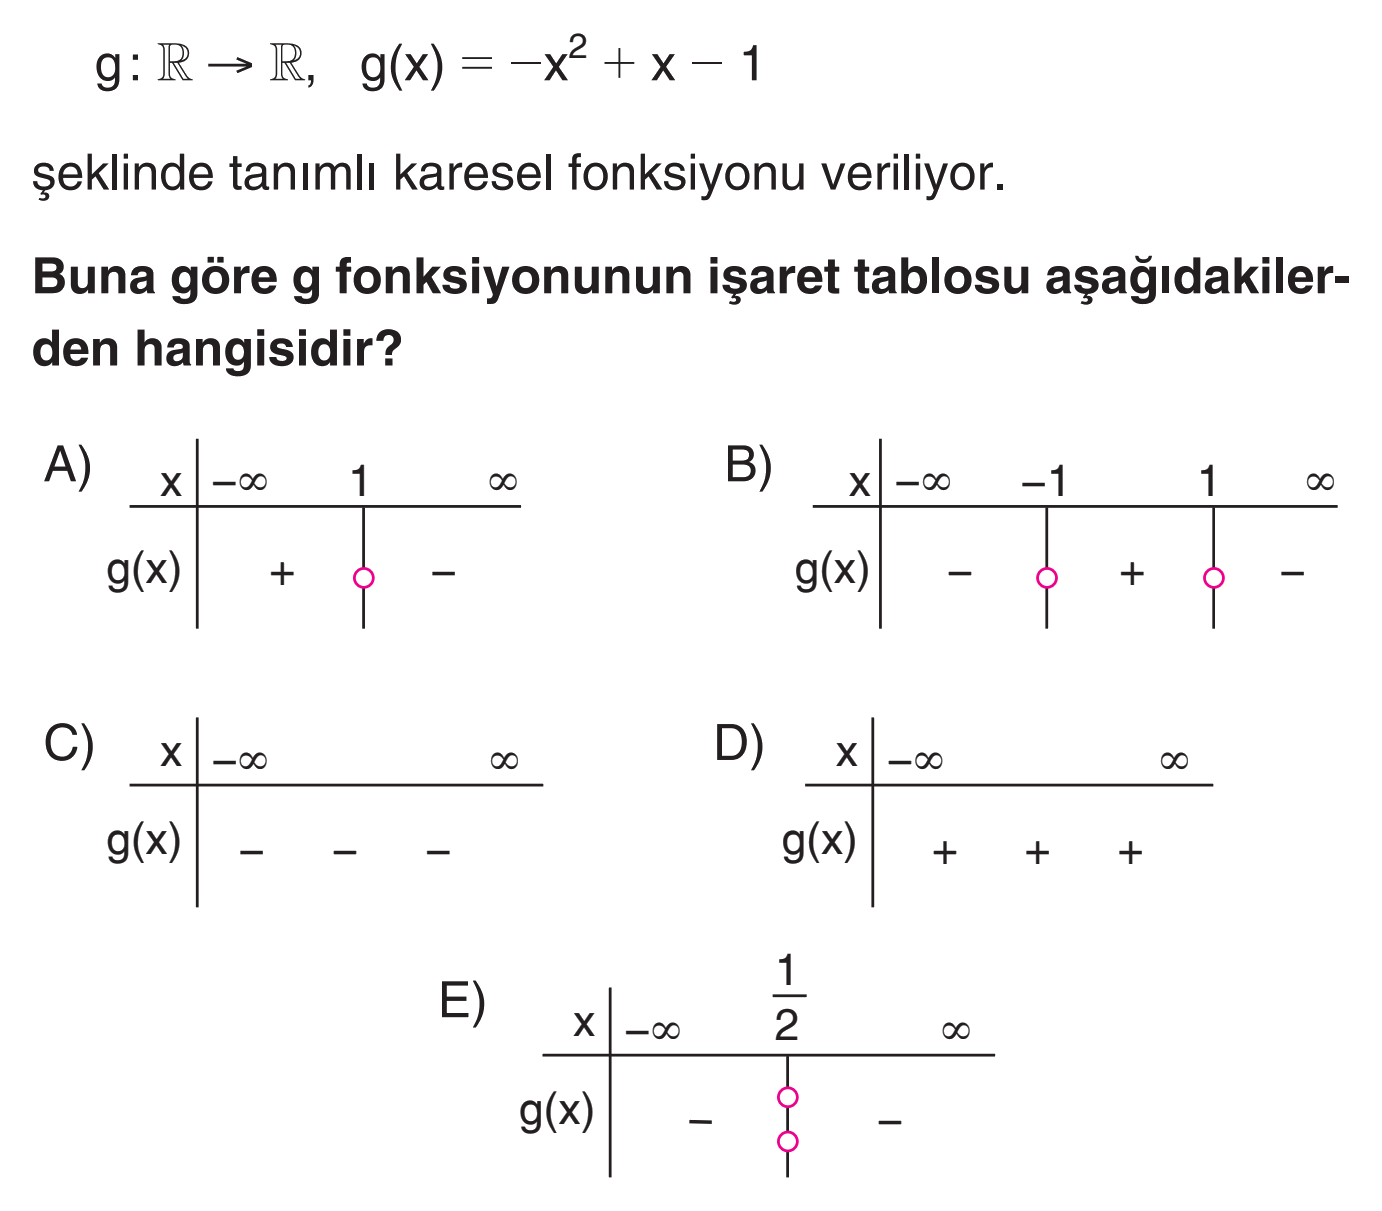 g: ℝ → ℝ, g(x) = −x² + x − 1
şeklinde tanımlı karesel fonksiyonu veriliyor.
Buna göre g fonksiyonunun işaret tablosu aşağıdakiler-
den hangisidir?
A) x −∞ 1 ∞
g(x) + −
B) x −∞ −1 1 ∞
g(x) − + −
C) x −∞ ∞
g(x) − − −
D) x −∞ ∞
g(x) + + +
E) x −∞ 1/2 ∞
g(x) − −